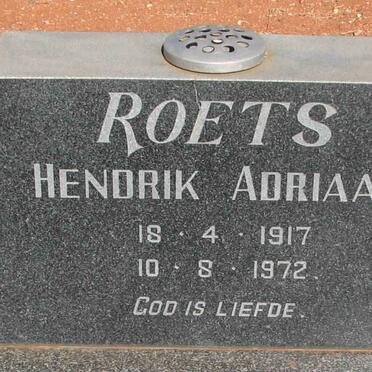 ROETS
HENDRIK ADRIAA
18 · 4 · 1917
10 · 8 · 1972.
GOD IS LIEFDE.